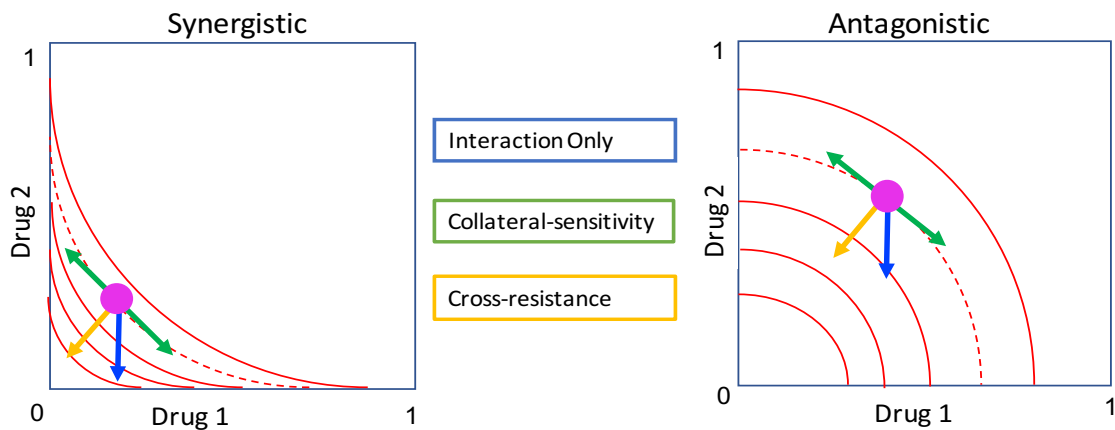 Synergistic
Antagonistic
1
1
Interaction Only
Collateral-sensitivity
Cross-resistance
Drug 2
Drug 2
0
Drug 1
1
0
Drug 1
1